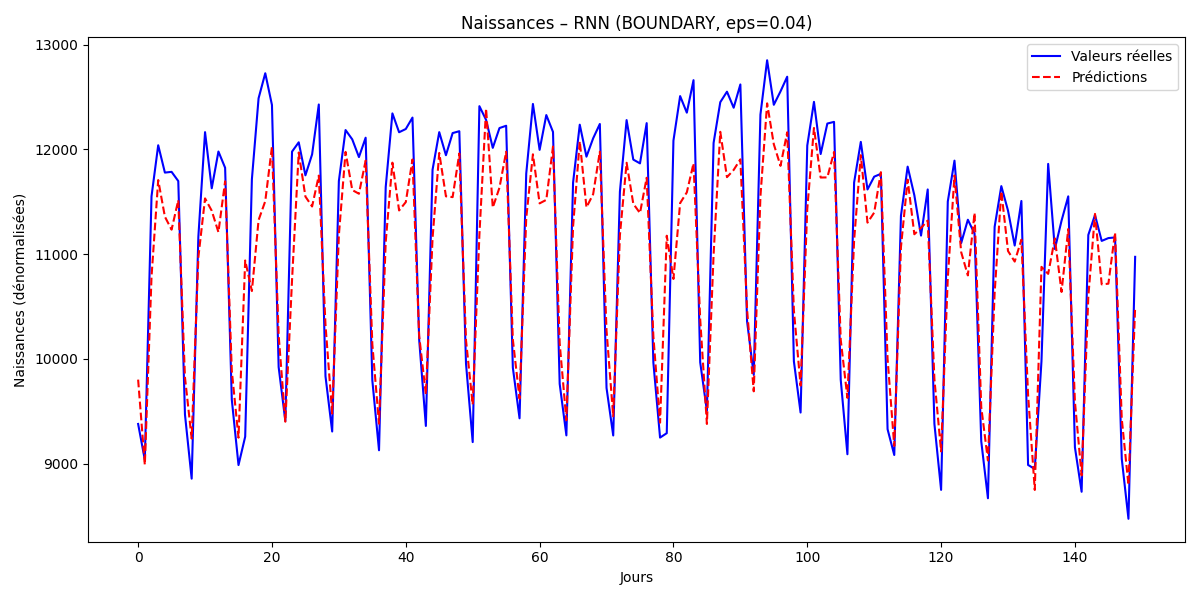 Naissances – RNN (BOUNDARY, eps=0.04)
Valeurs réelles
Prédictions
Naissances (dénormalisées)
13000
12000
11000
10000
9000
0
20
40
60
80
100
120
140
Jours